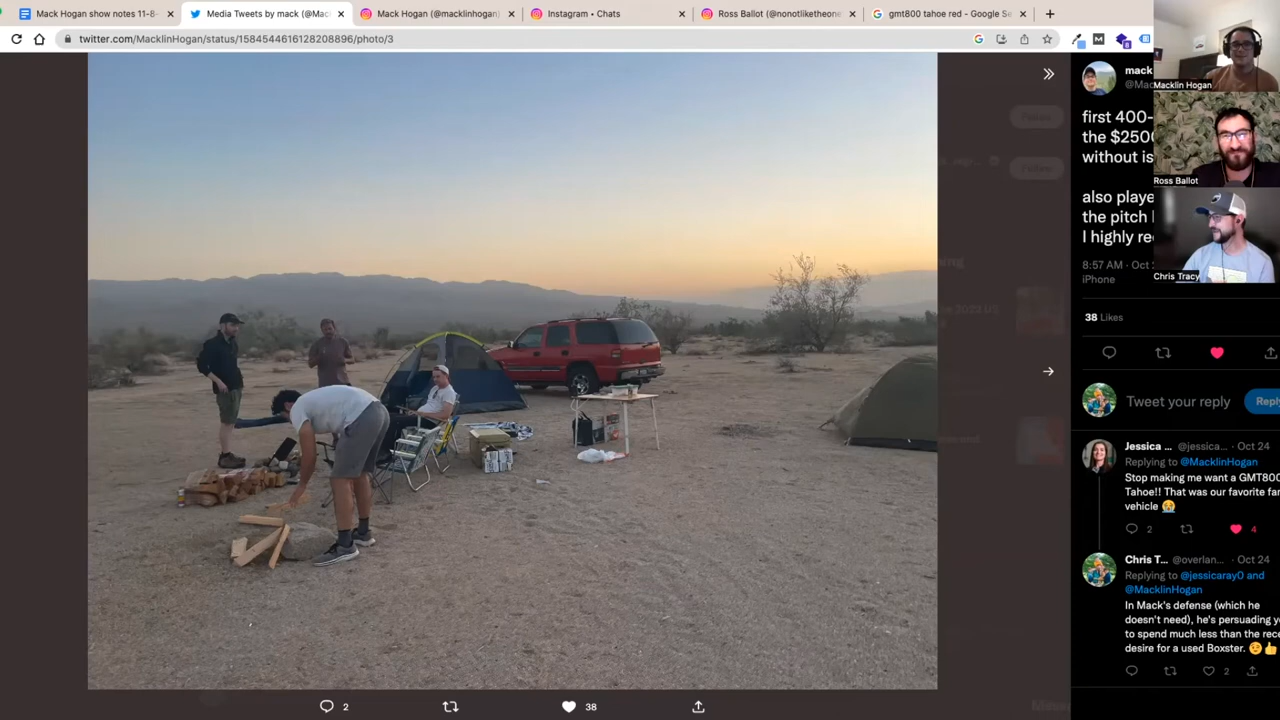 Mack Hogan show notes 11-8-
Media Tweets by mack (@Mac
Mack Hogan (@macklinhogan)
Instagram • Chats
Ross Ballot (@nonotliketheone
gmt800 tahoe red - Google Se
twitter.com/MacklinHogan/status/1584544616128208896/photo/3
Macklin Hogan
Ross Ballot
Chris Tracy
mack
@Mac
first 400-
the $2500
without is
also playe
the pitch
I highly re
8:57 AM · Oct
iPhone
38 Likes
Tweet your reply
Reply
Jessica ... @jessica... · Oct 24
Replying to @MacklinHogan
Stop making me want a GMT800
Tahoe!! That was our favorite fa
vehicle
2
4
Chris T... @overlan... · Oct 24
Replying to @jessicaray0 and
@MacklinHogan
In Mack's defense (which he
doesn't need), he's persuading y
to spend much less than the rece
desire for a used Boxster.
2
2
38